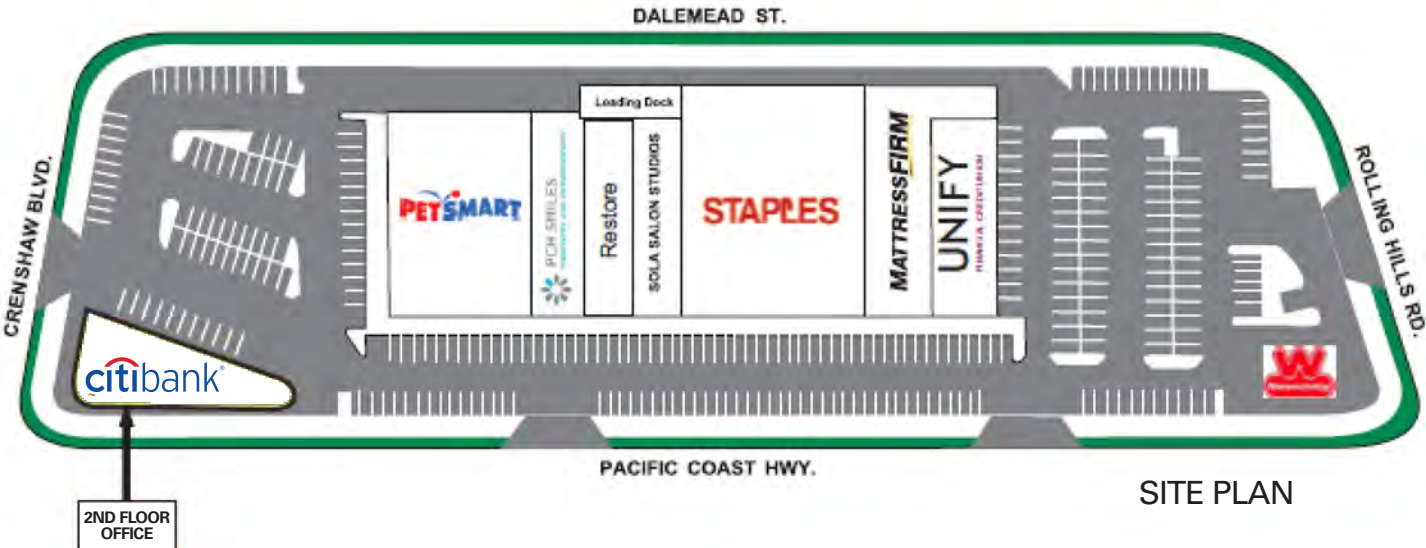 DALEMEAD ST.
Loading Dock
CRENSHAW BLVD.
PETSMART
PCH SMILES
Restore
SOLA SALON STUDIOS
STAPLES
MATTRESSFIRM
UNIFY
ROLLING HILLS RD.
citibank
W
PACIFIC COAST HWY.
SITE PLAN
2ND FLOOR
OFFICE